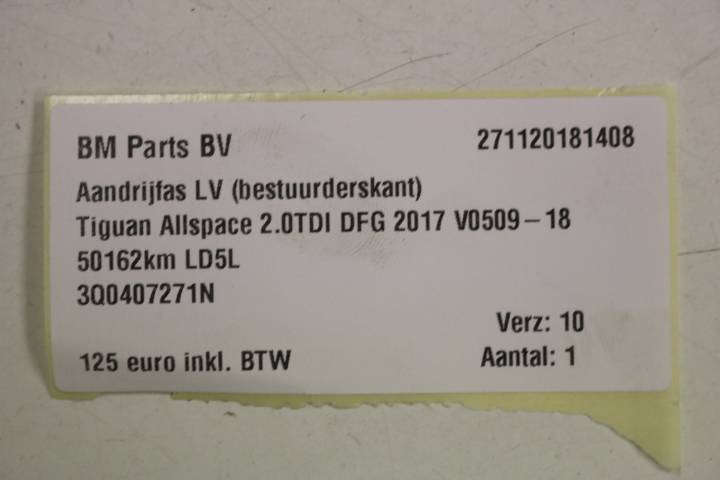 BM Parts BV 271120181408
Aandrijfas LV (bestuurderskant)
Tiguan Allspace 2.0TDI DFG 2017 V0509-18
50162km LD5L
3Q0407271N
Verz: 10
125 euro inkl. BTW Aantal: 1